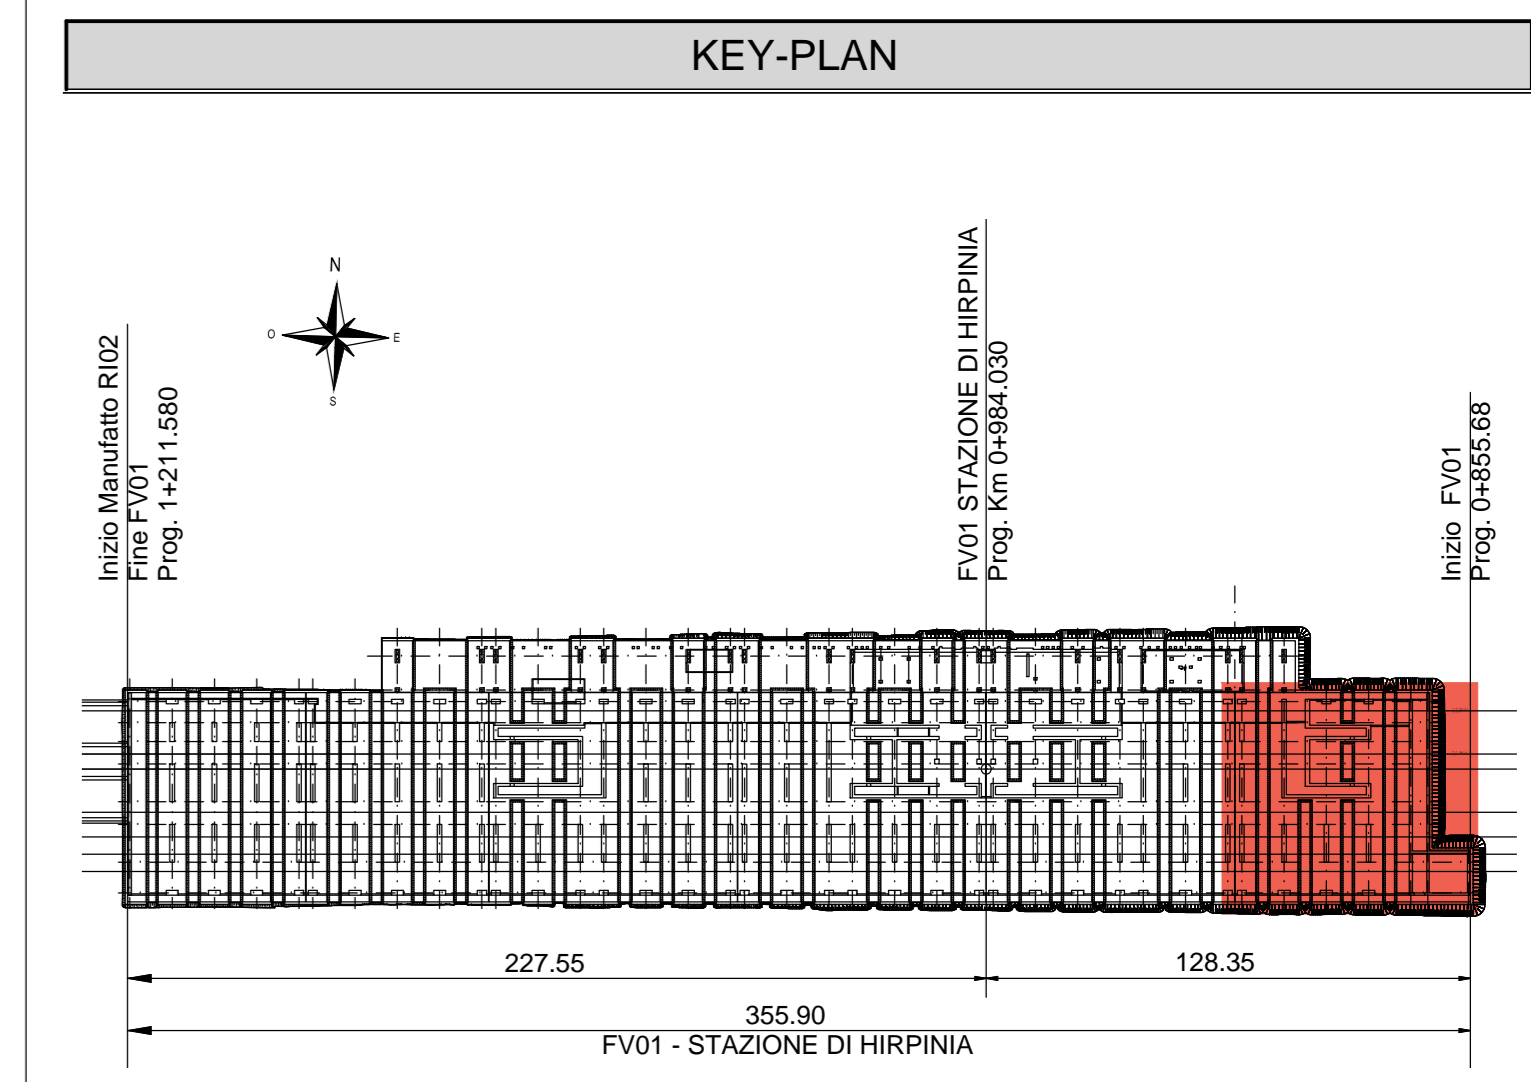 KEY-PLAN
N
O
E
S
Inizio Manufatto RI02
Fine FV01
Prog. 1+211.580
FV01 STAZIONE DI HIRPINIA
Prog. Km 0+984.030
Inizio FV01
Prog. 0+855.68
227.55
128.35
355.90
FV01 - STAZIONE DI HIRPINIA